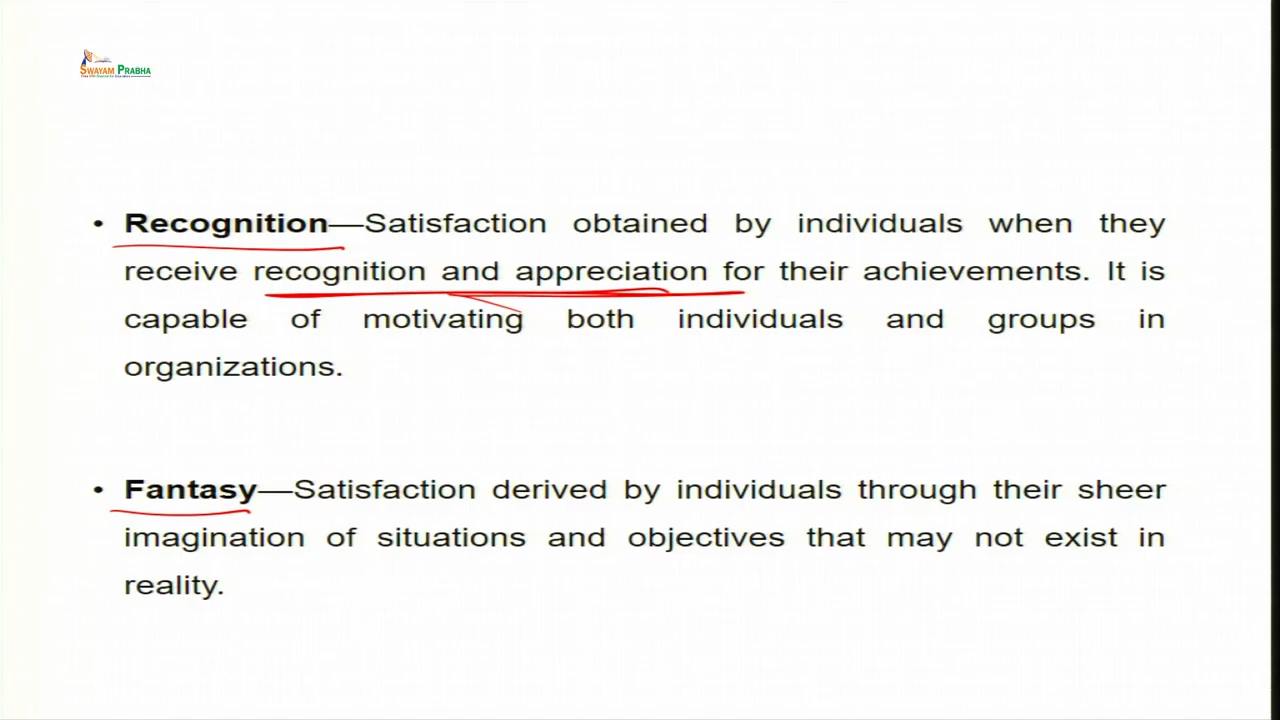 SWAYAM PRABHA
• Recognition—Satisfaction obtained by individuals when they
receive recognition and appreciation for their achievements. It is
capable of motivating both individuals and groups in
organizations.
• Fantasy—Satisfaction derived by individuals through their sheer
imagination of situations and objectives that may not exist in
reality.